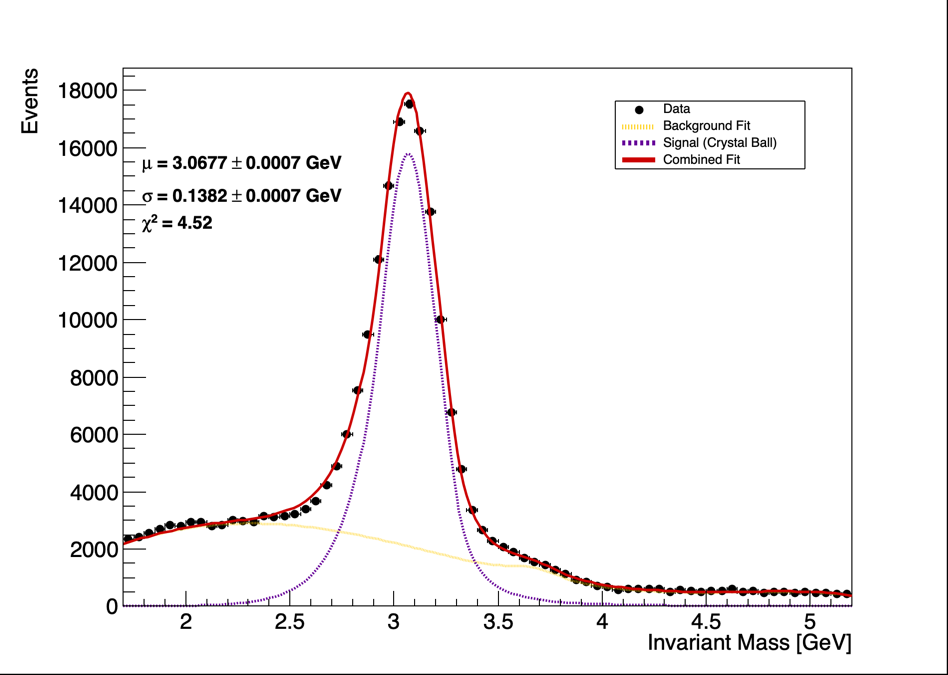 Events
18000
16000
14000
12000
10000
8000
6000
4000
2000
0
μ = 3.0677 ± 0.0007 GeV
σ = 0.1382 ± 0.0007 GeV
χ² = 4.52
Data
Background Fit
Signal (Crystal Ball)
Combined Fit
2 2.5 3 3.5 4 4.5 5
Invariant Mass [GeV]